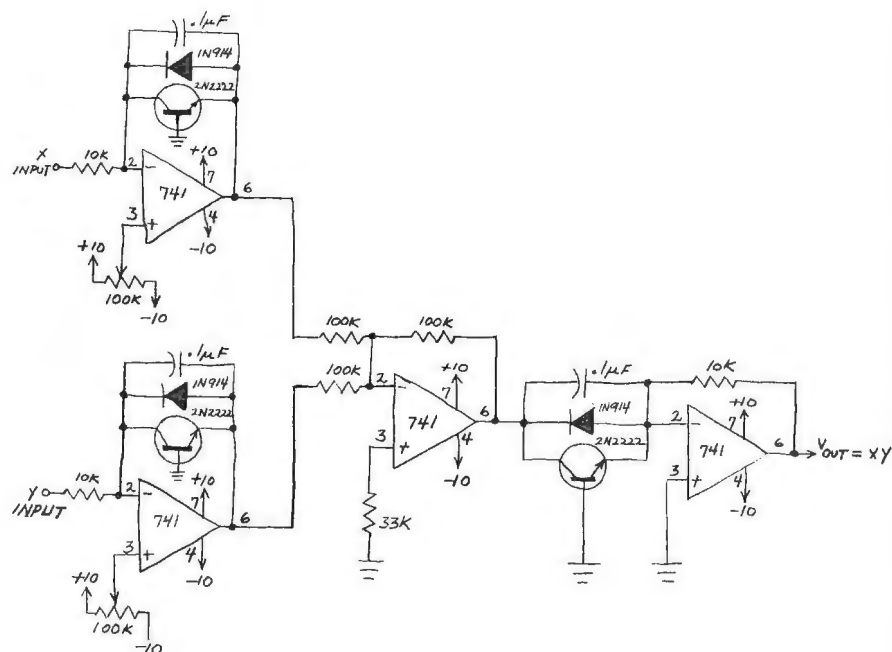 .1µF
1N914
2N2222
X
INPUT
10K
2
−
+10
7
741
6
3
+
4
−10
+10
100K
−10
.1µF
1N914
2N2222
Y
INPUT
10K
2
−
+10
7
741
6
3
+
4
−10
+10
100K
−10
100K
100K
100K
2
−
+10
7
741
6
3
+
4
−10
33K
.1µF
1N914
2N2222
10K
2
−
+10
7
741
6
3
+
4
−10
VOUT = XY